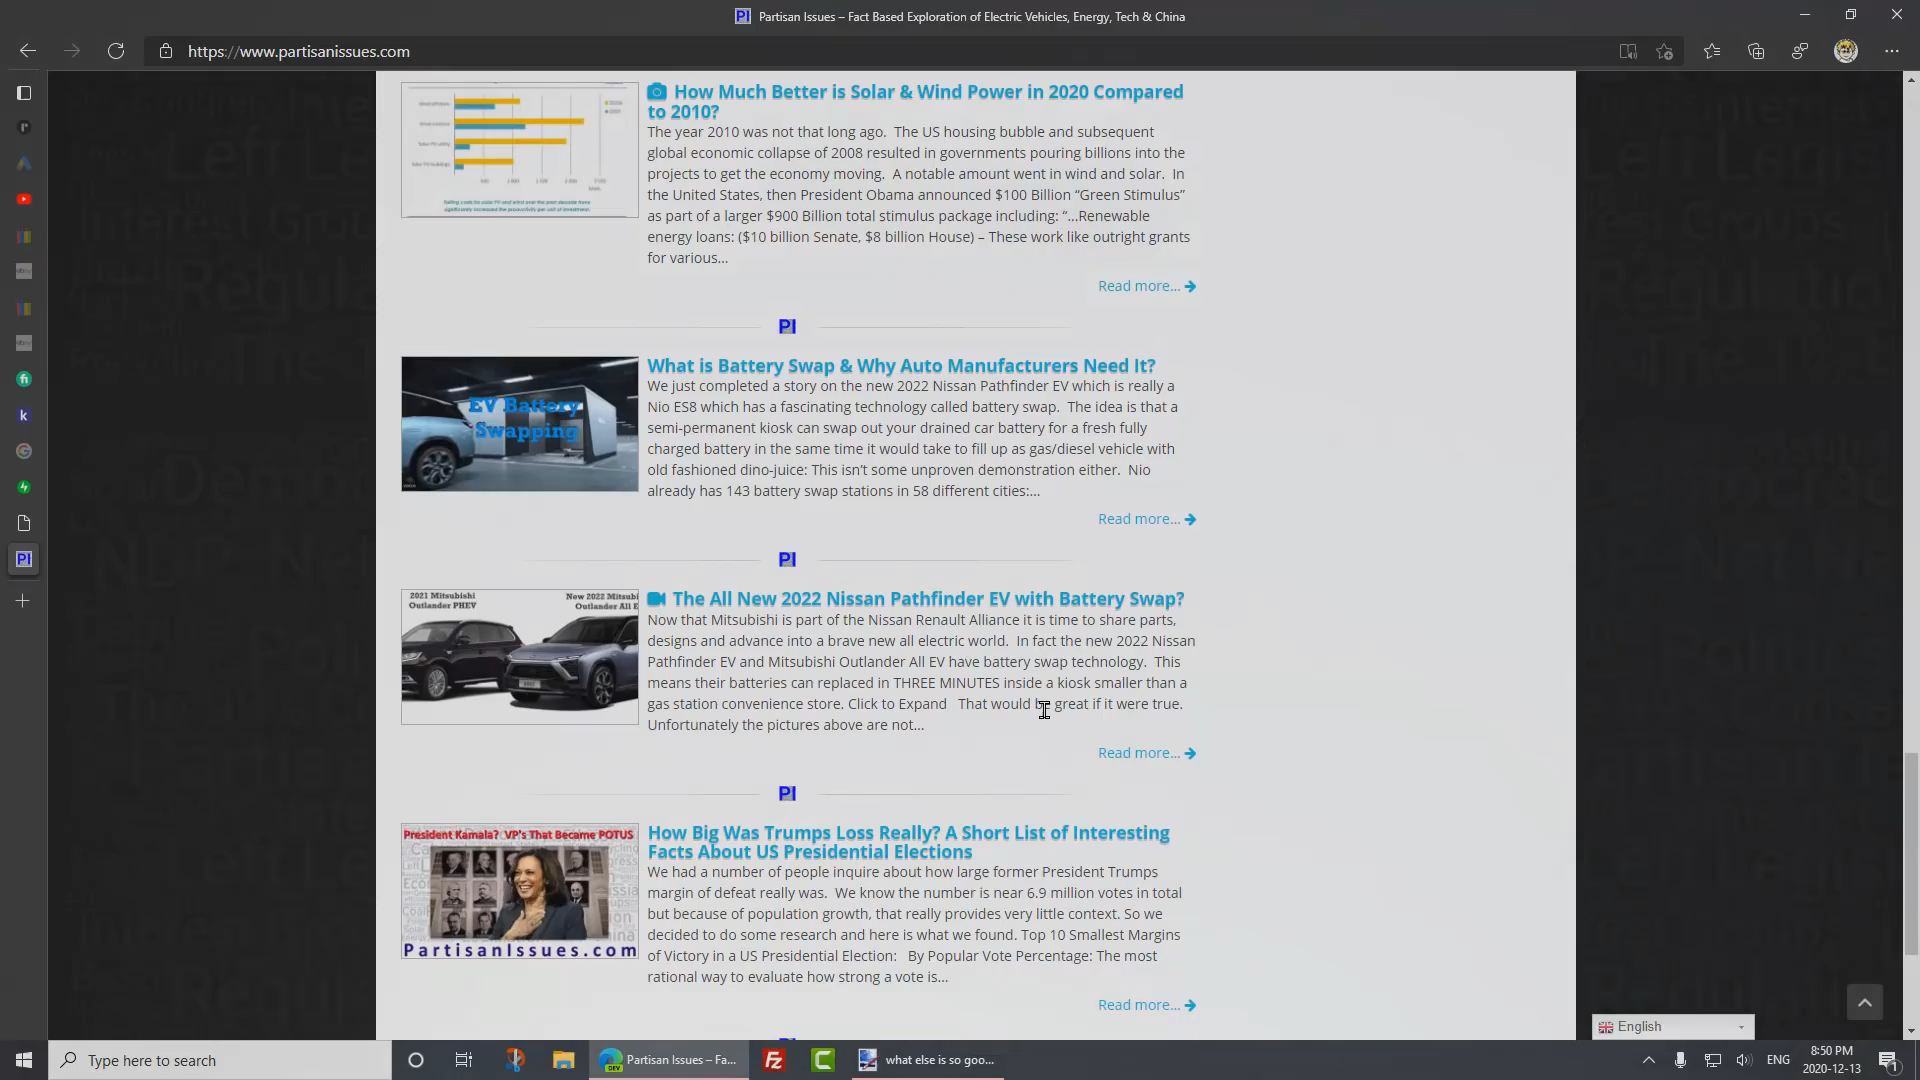 Partisan Issues – Fact Based Exploration of Electric Vehicles, Energy, Tech & China
https://www.partisanissues.com
How Much Better is Solar & Wind Power in 2020 Compared
to 2010?
The year 2010 was not that long ago.  The US housing bubble and subsequent
global economic collapse of 2008 resulted in governments pouring billions into the
projects to get the economy moving.  A notable amount went in wind and solar.  In
the United States, then President Obama announced $100 Billion “Green Stimulus”
as part of a larger $900 Billion total stimulus package including: “…Renewable
energy loans: ($10 billion Senate, $8 billion House) – These work like outright grants
for various…
Read more...
PI
EV Battery
Swapping
What is Battery Swap & Why Auto Manufacturers Need It?
We just completed a story on the new 2022 Nissan Pathfinder EV which is really a
Nio ES8 which has a fascinating technology called battery swap.  The idea is that a
semi-permanent kiosk can swap out your drained car battery for a fresh fully
charged battery in the same time it would take to fill up as gas/diesel vehicle with
old fashioned dino-juice: This isn’t some unproven demonstration either.  Nio
already has 143 battery swap stations in 58 different cities:…
Read more...
PI
2021 Mitsubishi
Outlander PHEV
New 2022 Mitsu
Outlander All E
The All New 2022 Nissan Pathfinder EV with Battery Swap?
Now that Mitsubishi is part of the Nissan Renault Alliance it is time to share parts,
designs and advance into a brave new all electric world.  In fact the new 2022 Nissan
Pathfinder EV and Mitsubishi Outlander All EV have battery swap technology.  This
means their batteries can replaced in THREE MINUTES inside a kiosk smaller than a
gas station convenience store. Click to Expand   That would be great if it were true.
Unfortunately the pictures above are not…
Read more...
PI
President Kamala?  VP's That Became POTUS
PartisanIssues.com
How Big Was Trumps Loss Really? A Short List of Interesting
Facts About US Presidential Elections
We had a number of people inquire about how large former President Trumps
margin of defeat really was.  We know the number is near 6.9 million votes in total
but because of population growth, that really provides very little context. So we
decided to do some research and here is what we found. Top 10 Smallest Margins
of Victory in a US Presidential Election:   By Popular Vote Percentage: The most
rational way to evaluate how strong a vote is…
Read more...
English
Type here to search
Partisan Issues – Fa...
what else is so goo...
ENG
8:50 PM
2020-12-13